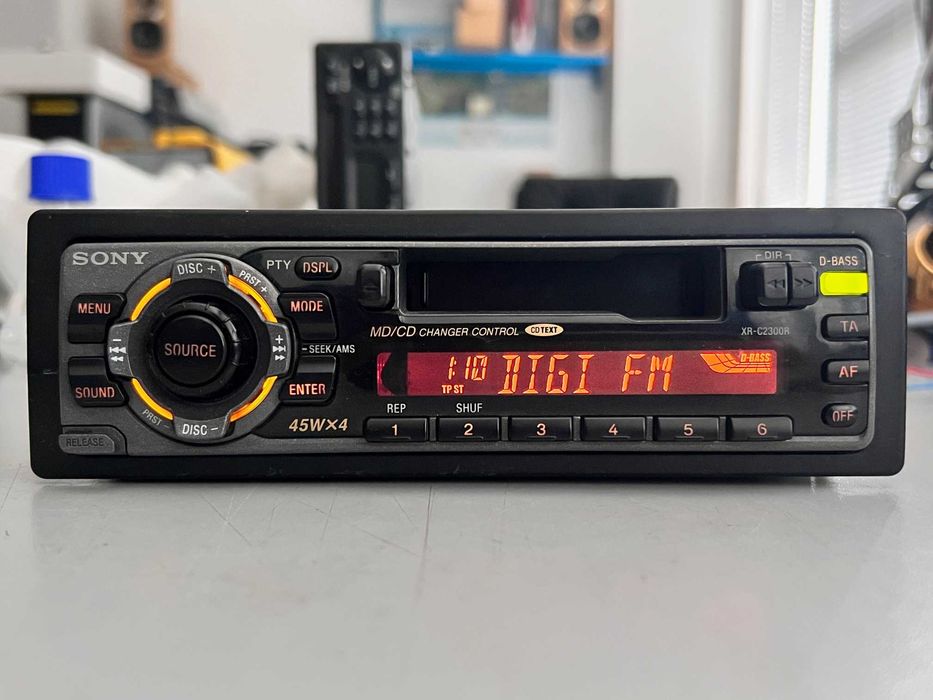 SONY
DISC +
PRST +
PTY DSPL
DIR
D-BASS
MENU
MODE
MD/CD CHANGER CONTROL CD TEXT
XR-C2300R
TA
SOURCE
- SEEK/AMS +
1:10 DIGI FM D-BASS
TP ST
AF
SOUND
ENTER
PRST -
DISC -
45W×4
REP SHUF
1 2 3 4 5 6
OFF
RELEASE